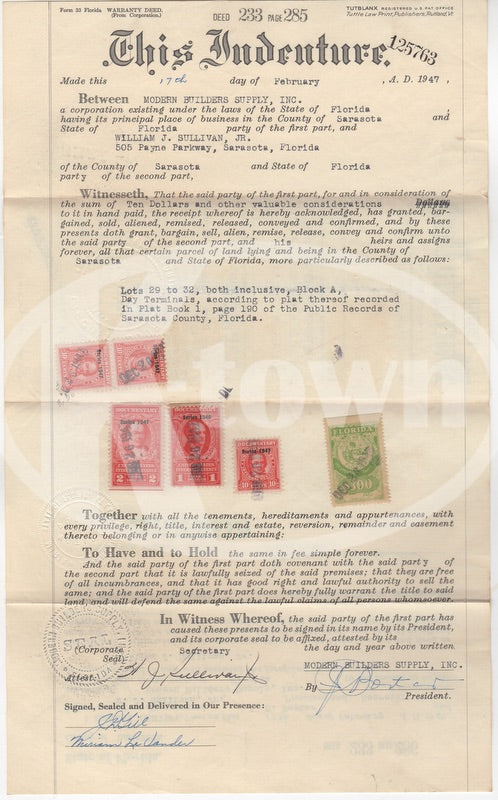 Form 33 Florida WARRANTY DEED.
(From Corporation.)
DEED 233 PAGE 285
TUTBLANX REGISTERED U.S. PAT OFFICE
Tuttle Law Print, Publishers, Rutland, Vt.
This Indenture,
125763
Made this 17th day of February , A. D. 1947 ,
Between MODERN BUILDERS SUPPLY, INC.
a corporation existing under the laws of the State of Florida
having its principal place of business in the County of Sarasota and
State of Florida party of the first part, and
WILLIAM J. SULLIVAN, JR.
505 Payne Parkway, Sarasota, Florida
of the County of Sarasota and State of Florida
party of the second part,
Witnesseth, That the said party of the first part, for and in consideration of
the sum of Ten Dollars and other valuable considerations Dollars
to it in hand paid, the receipt whereof is hereby acknowledged, has granted, bar-
gained, sold, aliened, remised, released, conveyed and confirmed, and by these
presents doth grant, bargain, sell, alien, remise, release, convey and confirm unto
the said party of the second part, and his heirs and assigns
forever, all that certain parcel of land lying and being in the County of
Sarasota and State of Florida, more particularly described as follows:
Lots 29 to 32, both inclusive, Block A,
Day Terminals, according to plat thereof recorded
in Plat Book 1, page 190 of the Public Records of
Sarasota County, Florida.
A-town
DOCUMENTARY
Series 1947
2 2
DOCUMENTARY
Series 1947
1 1
DOCUMENTARY
Series 1947
FLORIDA
Together with all the tenements, hereditaments and appurtenances, with
every privilege, right, title, interest and estate, reversion, remainder and easement
thereto belonging or in anywise appertaining:
To Have and to Hold the same in fee simple forever.
And the said party of the first part doth covenant with the said party of
the second part that it is lawfully seized of the said premises; that they are free
of all incumbrances, and that it has good right and lawful authority to sell the
same; and the said party of the first part does hereby fully warrant the title to said
land, and will defend the same against the lawful claims of all persons whomsoever.
In Witness Whereof, the said party of the first part has
caused these presents to be signed in its name by its President,
and its corporate seal to be affixed, attested by its
(Corporate Seal) Secretary the day and year above written
MODERN BUILDERS SUPPLY, INC.
Attest: W J Sullivan Jr
By
President.
Signed, Sealed and Delivered in Our Presence: